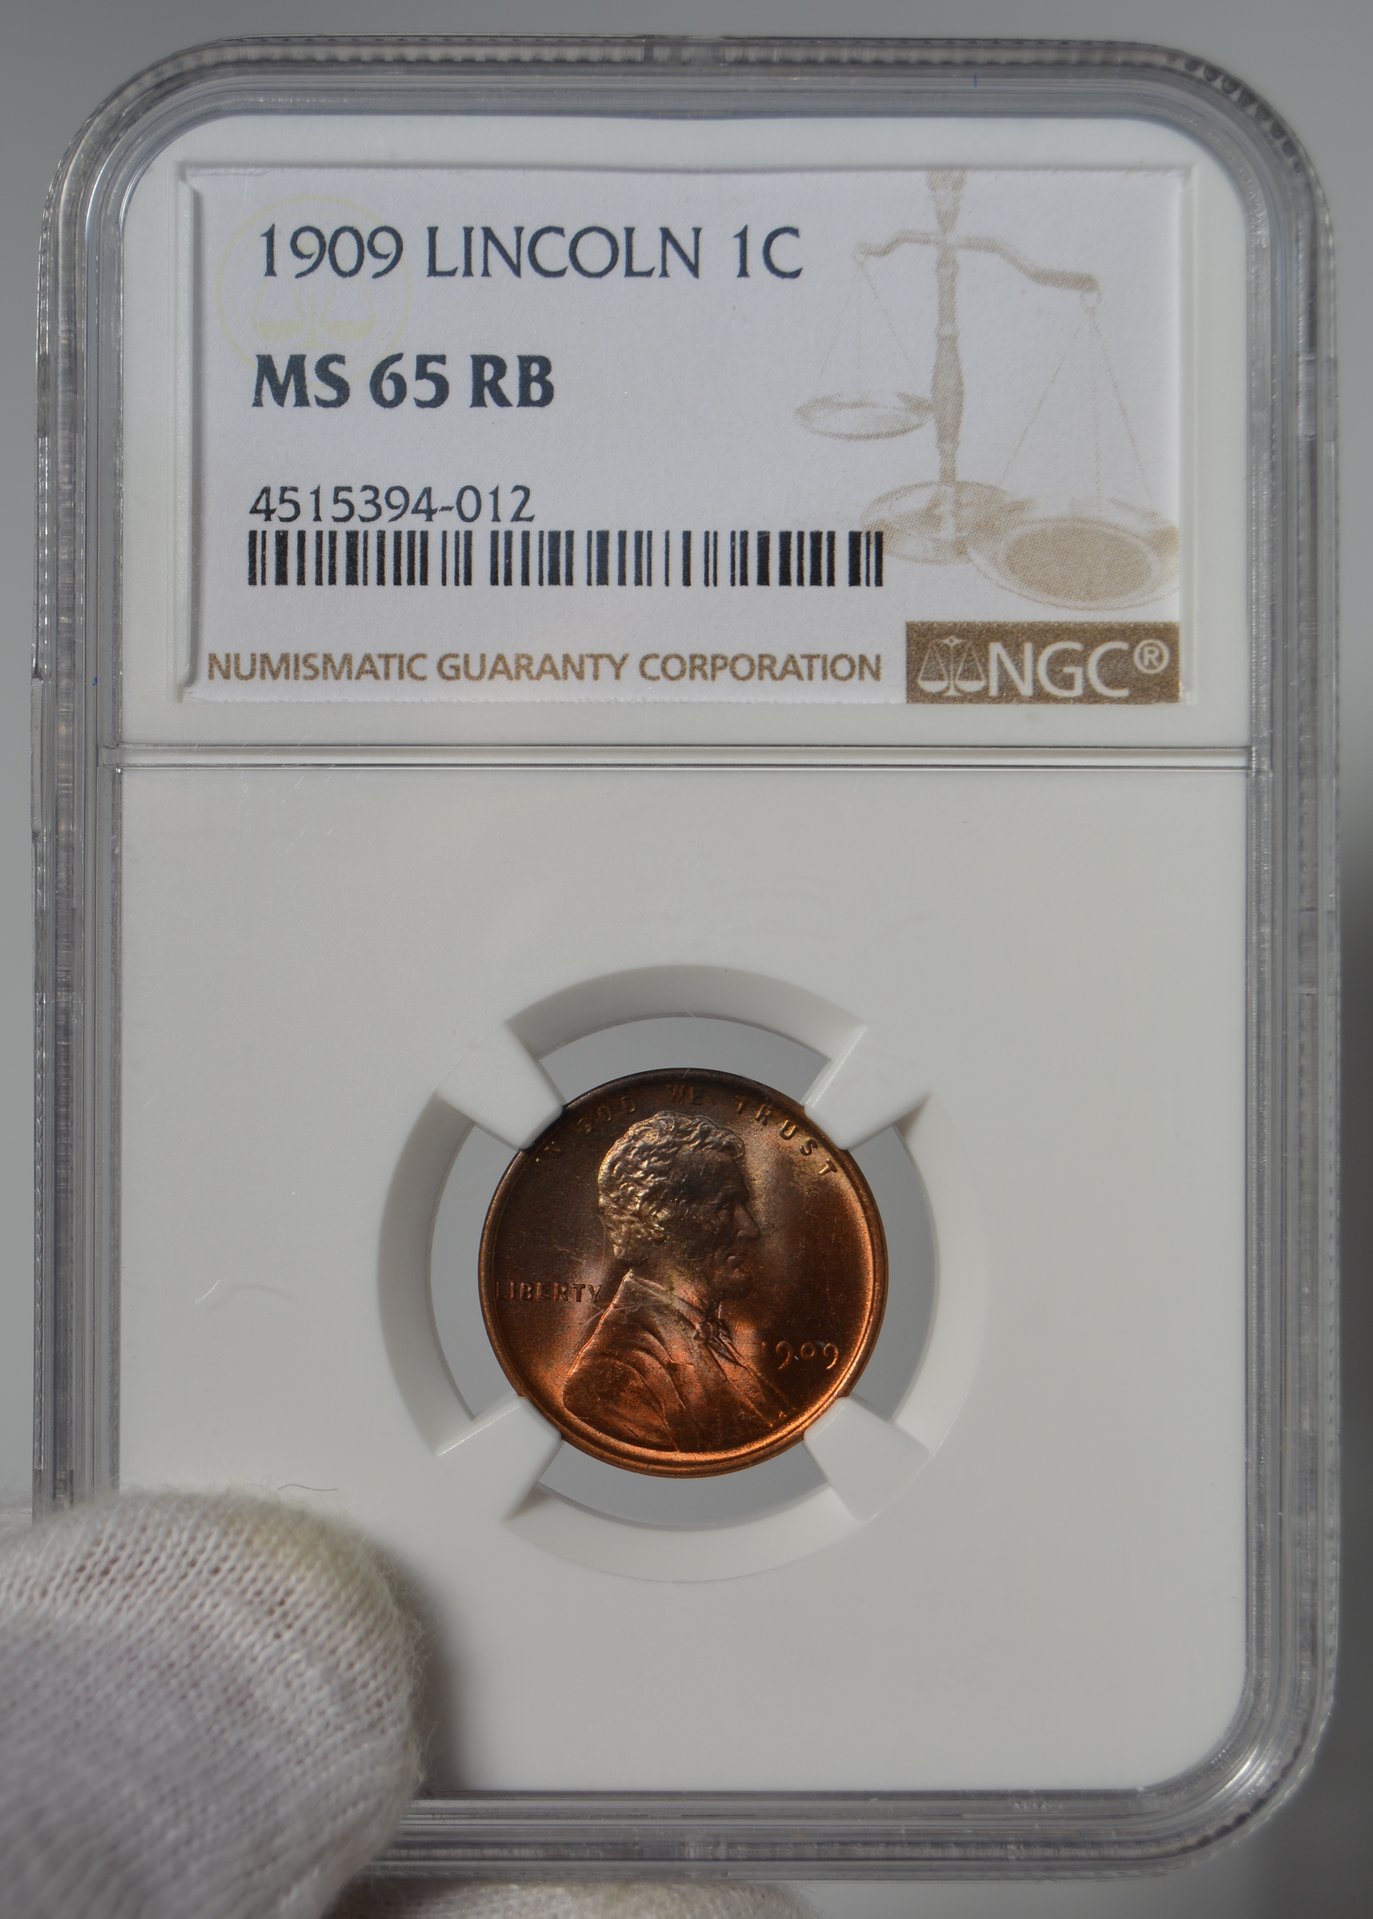 1909 LINCOLN 1C
MS 65 RB
4515394-012
NUMISMATIC GUARANTY CORPORATION NGC®
IN GOD WE TRUST
LIBERTY
1909